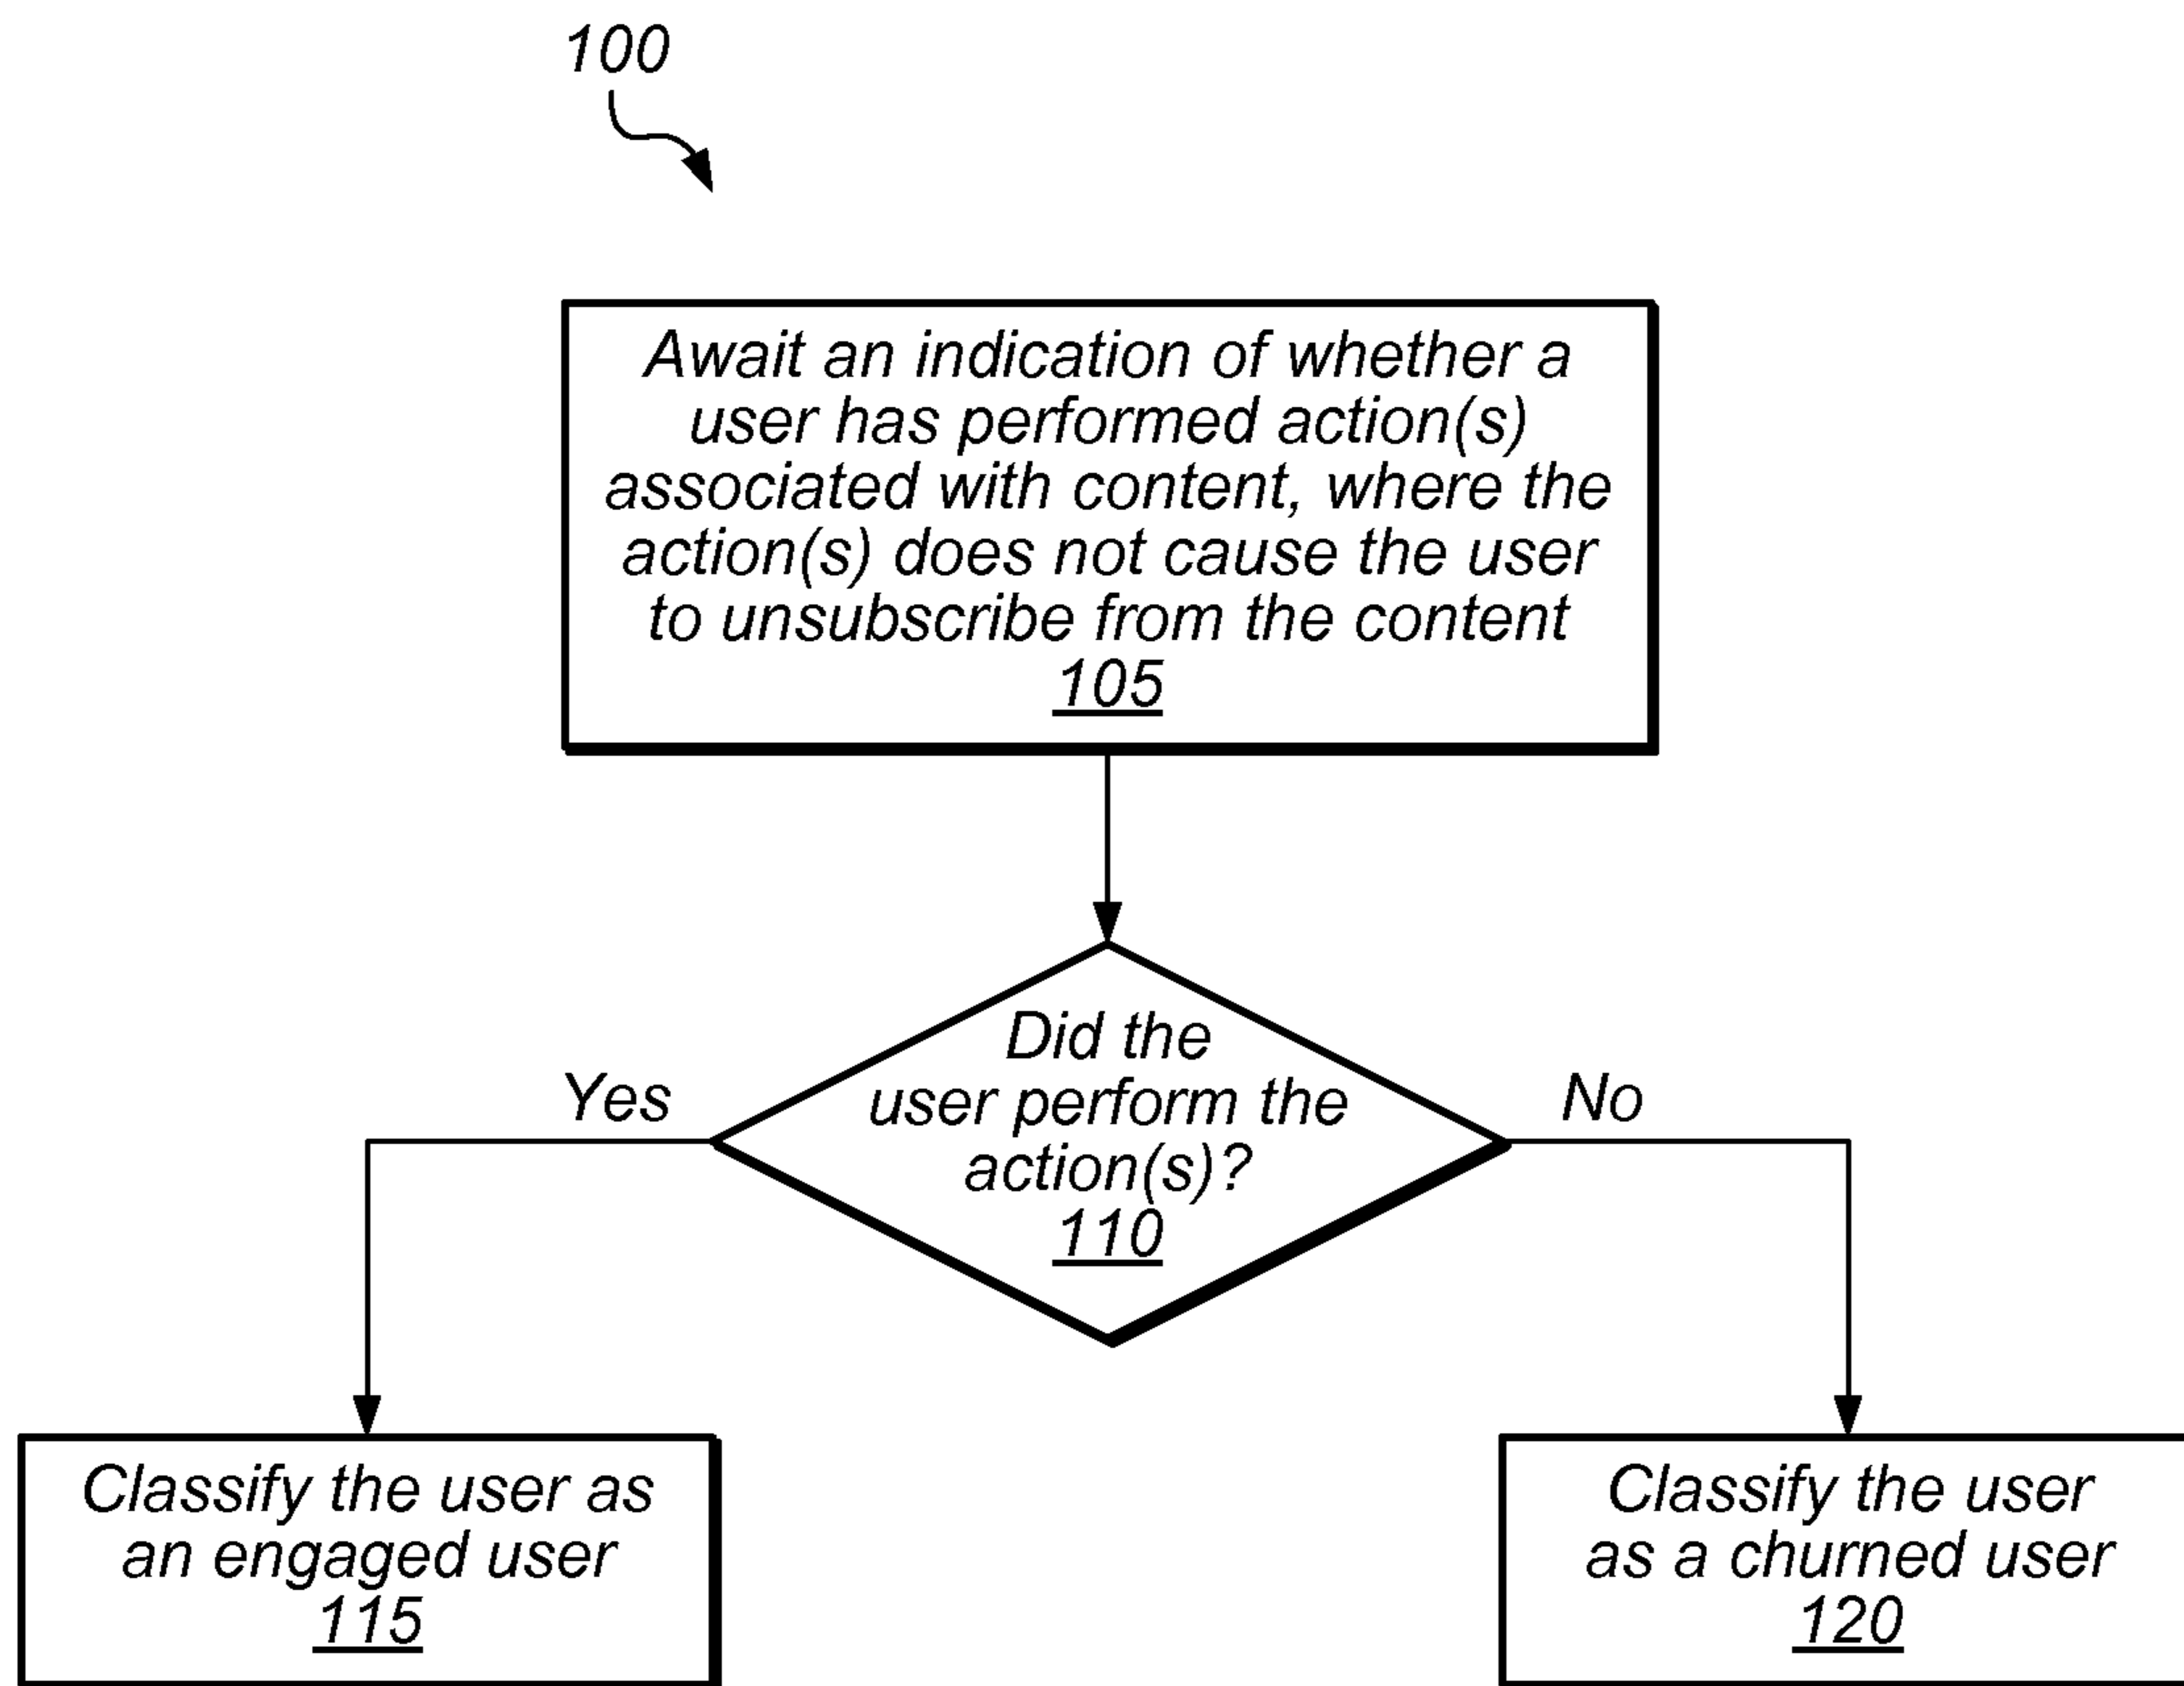 100
Await an indication of whether a
user has performed action(s)
associated with content, where the
action(s) does not cause the user
to unsubscribe from the content
105
Did the
user perform the
action(s)?
110
Yes
No
Classify the user as
an engaged user
115
Classify the user
as a churned user
120